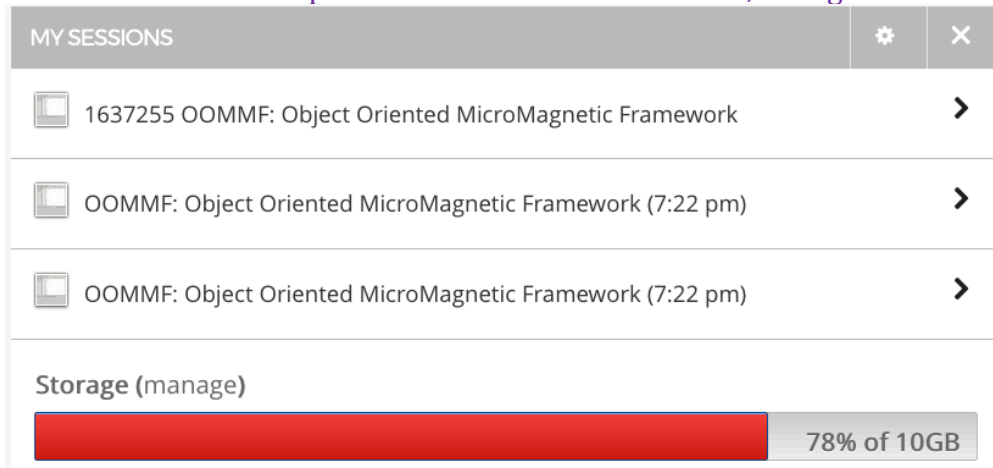 MY SESSIONS
1637255 OOMMF: Object Oriented MicroMagnetic Framework
OOMMF: Object Oriented MicroMagnetic Framework (7:22 pm)
OOMMF: Object Oriented MicroMagnetic Framework (7:22 pm)
Storage (manage)
78% of 10GB